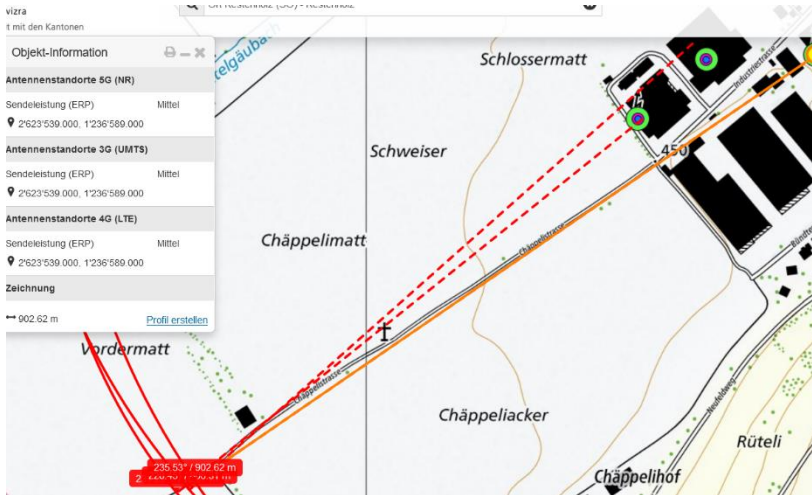 vizra
t mit den Kantonen
Objekt-Information
Antennenstandorte 5G (NR)
Sendeleistung (ERP) Mittel
2'623'539.000, 1'236'589.000
Antennenstandorte 3G (UMTS)
Sendeleistung (ERP) Mittel
2'623'539.000, 1'236'589.000
Antennenstandorte 4G (LTE)
Sendeleistung (ERP) Mittel
2'623'539.000, 1'236'589.000
Zeichnung
902.62 m Profil erstellen
telgäubach
Schlossermatt
Industriestrasse
450
Schweiser
Chäppelimatt
Chäppelistrasse
Vordermatt
Chäppelistrasse
Chäppeliacker
Neufeldweg
Rüteli
Chäppelihof
235.53° / 902.62 m